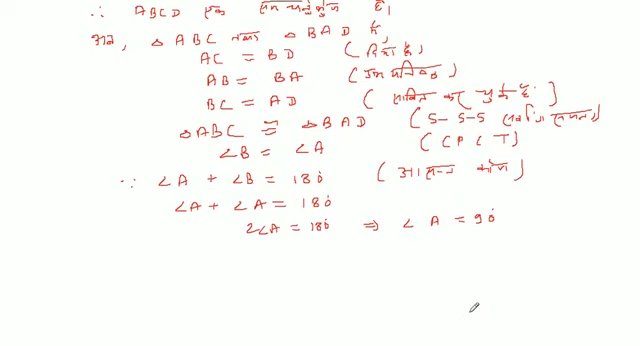 ∴ ABCD एक सम चतुर्भुज है।
अब, △ABC तथा △BAD में,
AC = BD (दिया है)
AB = BA (उभयनिष्ठ)
BC = AD (साबित कर चुके हैं)
△ABC ≅ △BAD (S-S-S सर्वांगसमता)
∠B = ∠A (CPCT)
∵ ∠A + ∠B = 180° (आसन्न कोण)
∠A + ∠A = 180°
2∠A = 180° ⇒ ∠A = 90°